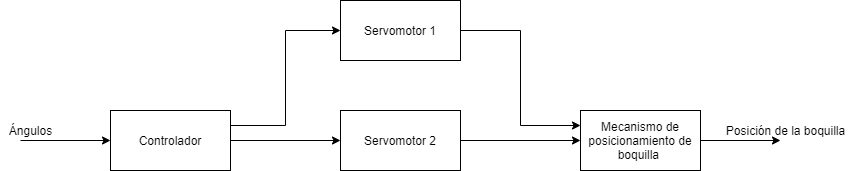 Servomotor 1
Ángulos
Controlador
Servomotor 2
Mecanismo de
posicionamiento de
boquilla
Posición de la boquilla